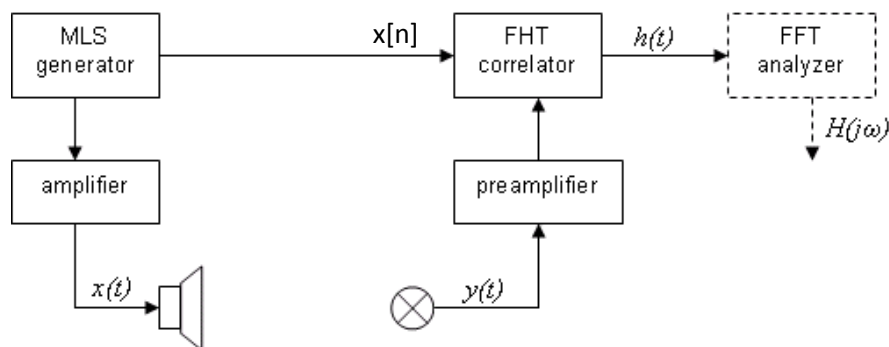 MLS
generator
x[n]
FHT
correlator
h(t)
FFT
analyzer
H(jω)
amplifier
preamplifier
x(t)
y(t)